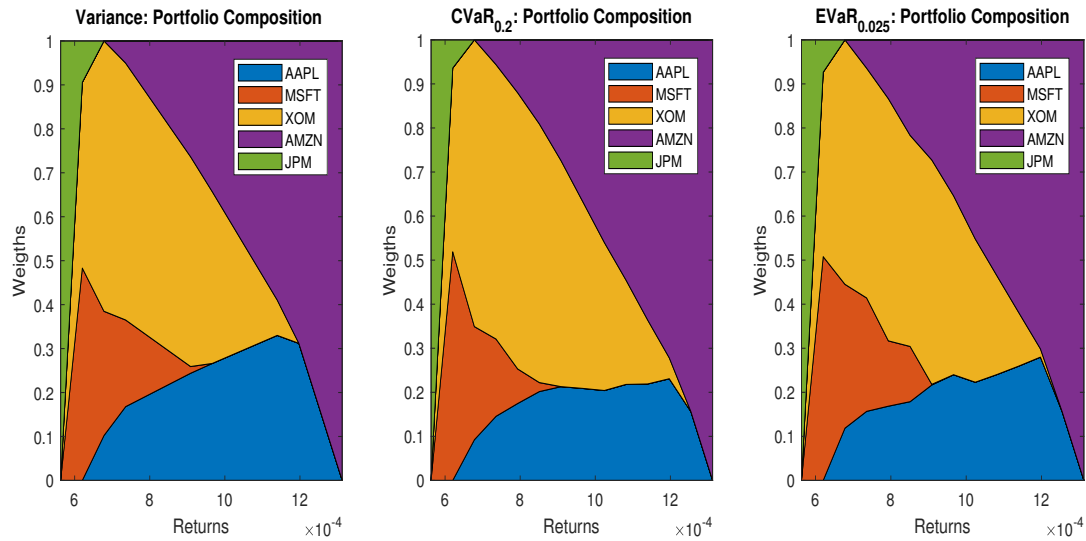 Variance: Portfolio Composition
1
0.9
0.8
0.7
0.6
0.5
0.4
0.3
0.2
0.1
0
Weigths
6
8
10
12
Returns
×10-4
AAPL
MSFT
XOM
AMZN
JPM
CVaR0.2: Portfolio Composition
1
0.9
0.8
0.7
0.6
0.5
0.4
0.3
0.2
0.1
0
Weigths
6
8
10
12
Returns
×10-4
AAPL
MSFT
XOM
AMZN
JPM
EVaR0.025: Portfolio Composition
1
0.9
0.8
0.7
0.6
0.5
0.4
0.3
0.2
0.1
0
Weigths
6
8
10
12
Returns
×10-4
AAPL
MSFT
XOM
AMZN
JPM